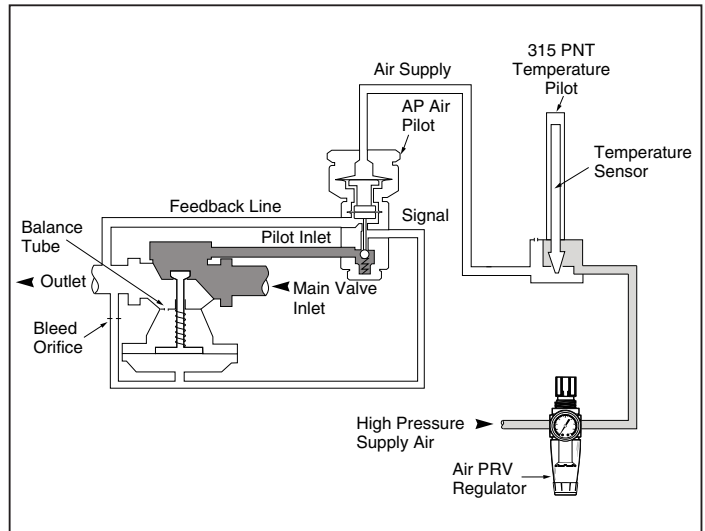 315 PNT
Temperature
Pilot
Air Supply
AP Air
Pilot
Temperature
Sensor
Feedback Line
Signal
Balance
Tube
Pilot Inlet
Outlet
Main Valve
Inlet
Bleed
Orifice
High Pressure
Supply Air
Air PRV
Regulator